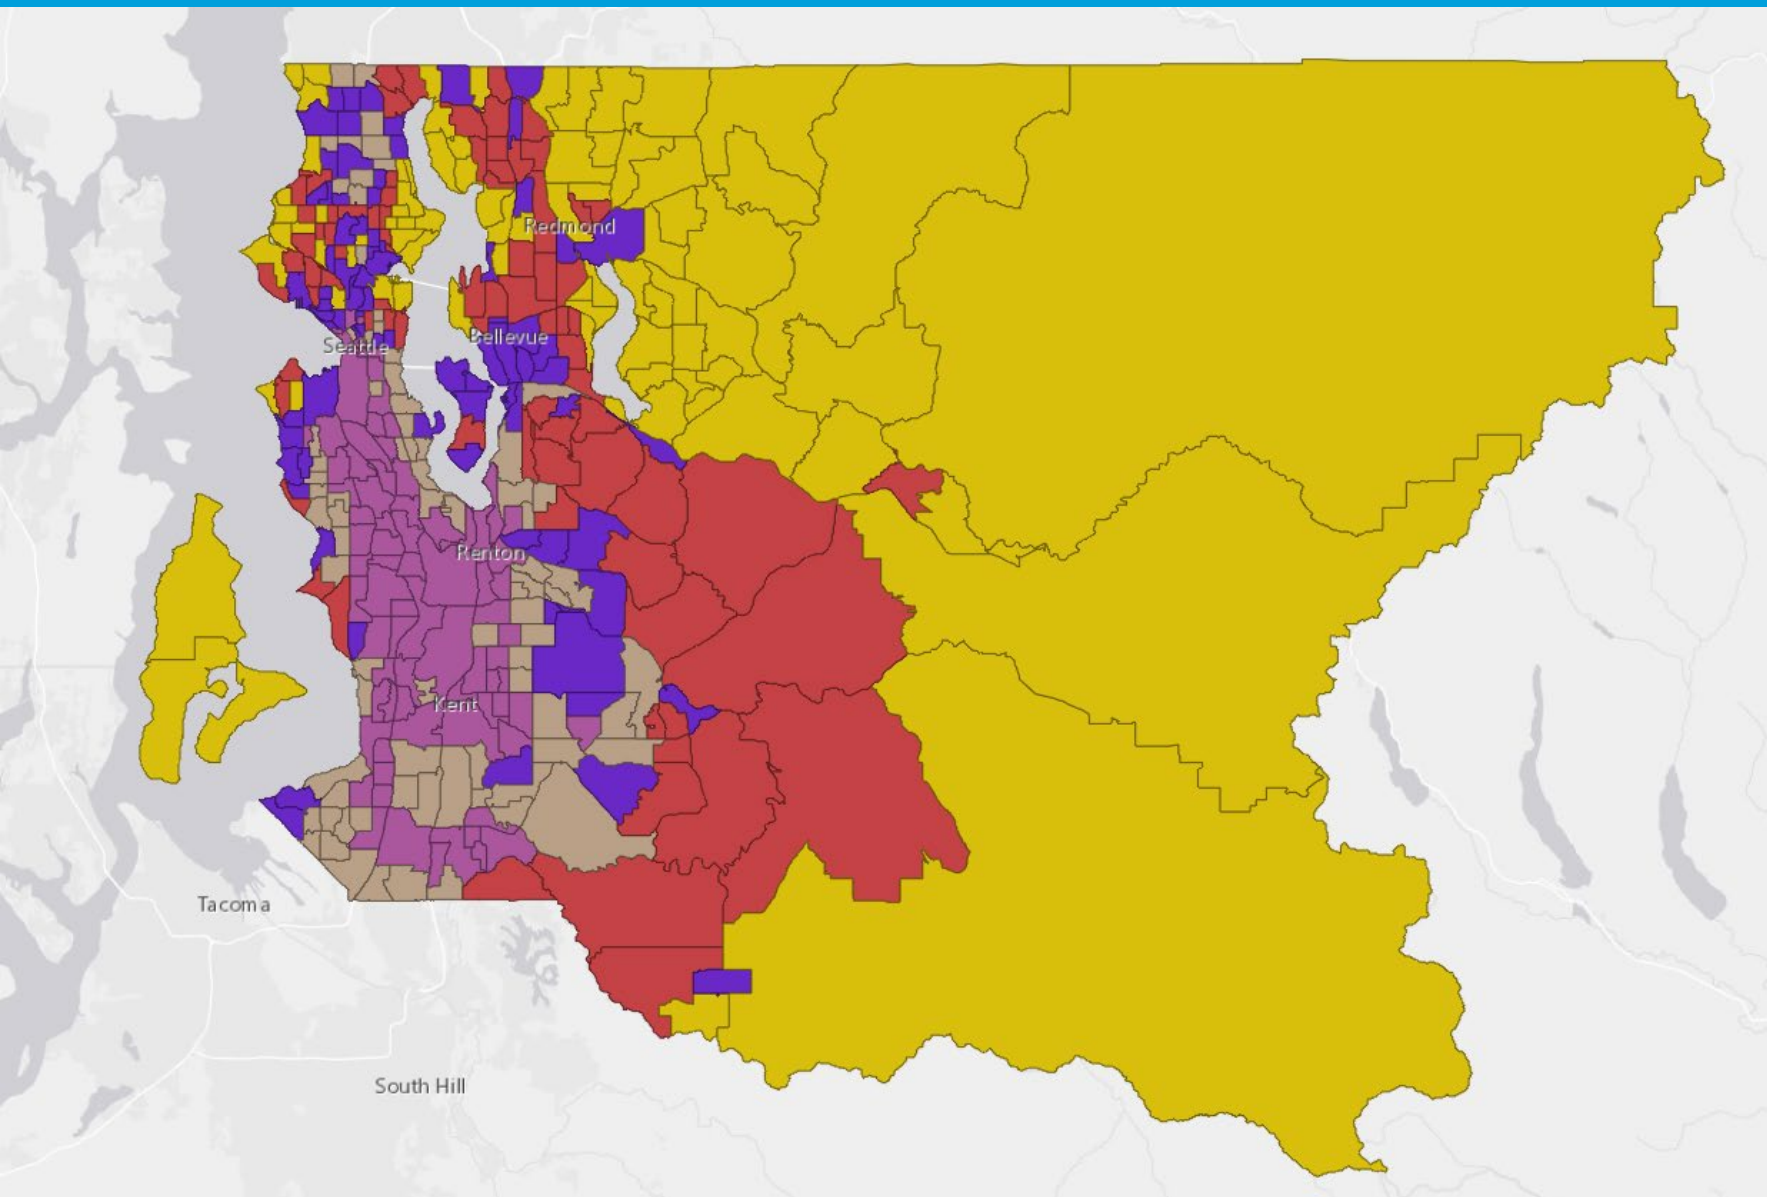 Redmond
Bellevue
Seattle
Renton
Kent
Tacoma
South Hill